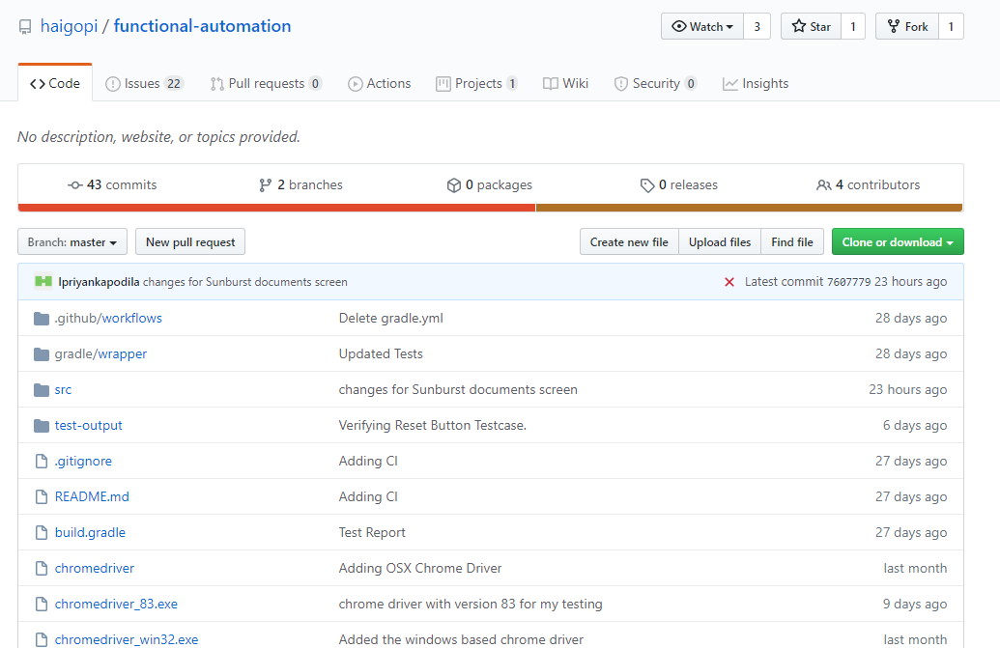 haigopi / functional-automation
Watch 3 Star 1 Fork 1
Code Issues 22 Pull requests 0 Actions Projects 1 Wiki Security 0 Insights
No description, website, or topics provided.
43 commits 2 branches 0 packages 0 releases 4 contributors
Branch: master New pull request Create new file Upload files Find file Clone or download
lpriyankapodila changes for Sunburst documents screen Latest commit 7607779 23 hours ago
.github/workflows Delete gradle.yml 28 days ago
gradle/wrapper Updated Tests 28 days ago
src changes for Sunburst documents screen 23 hours ago
test-output Verifying Reset Button Testcase. 6 days ago
.gitignore Adding CI 27 days ago
README.md Adding CI 27 days ago
build.gradle Test Report 27 days ago
chromedriver Adding OSX Chrome Driver last month
chromedriver_83.exe chrome driver with version 83 for my testing 9 days ago
chromedriver_win32.exe Added the windows based chrome driver last month